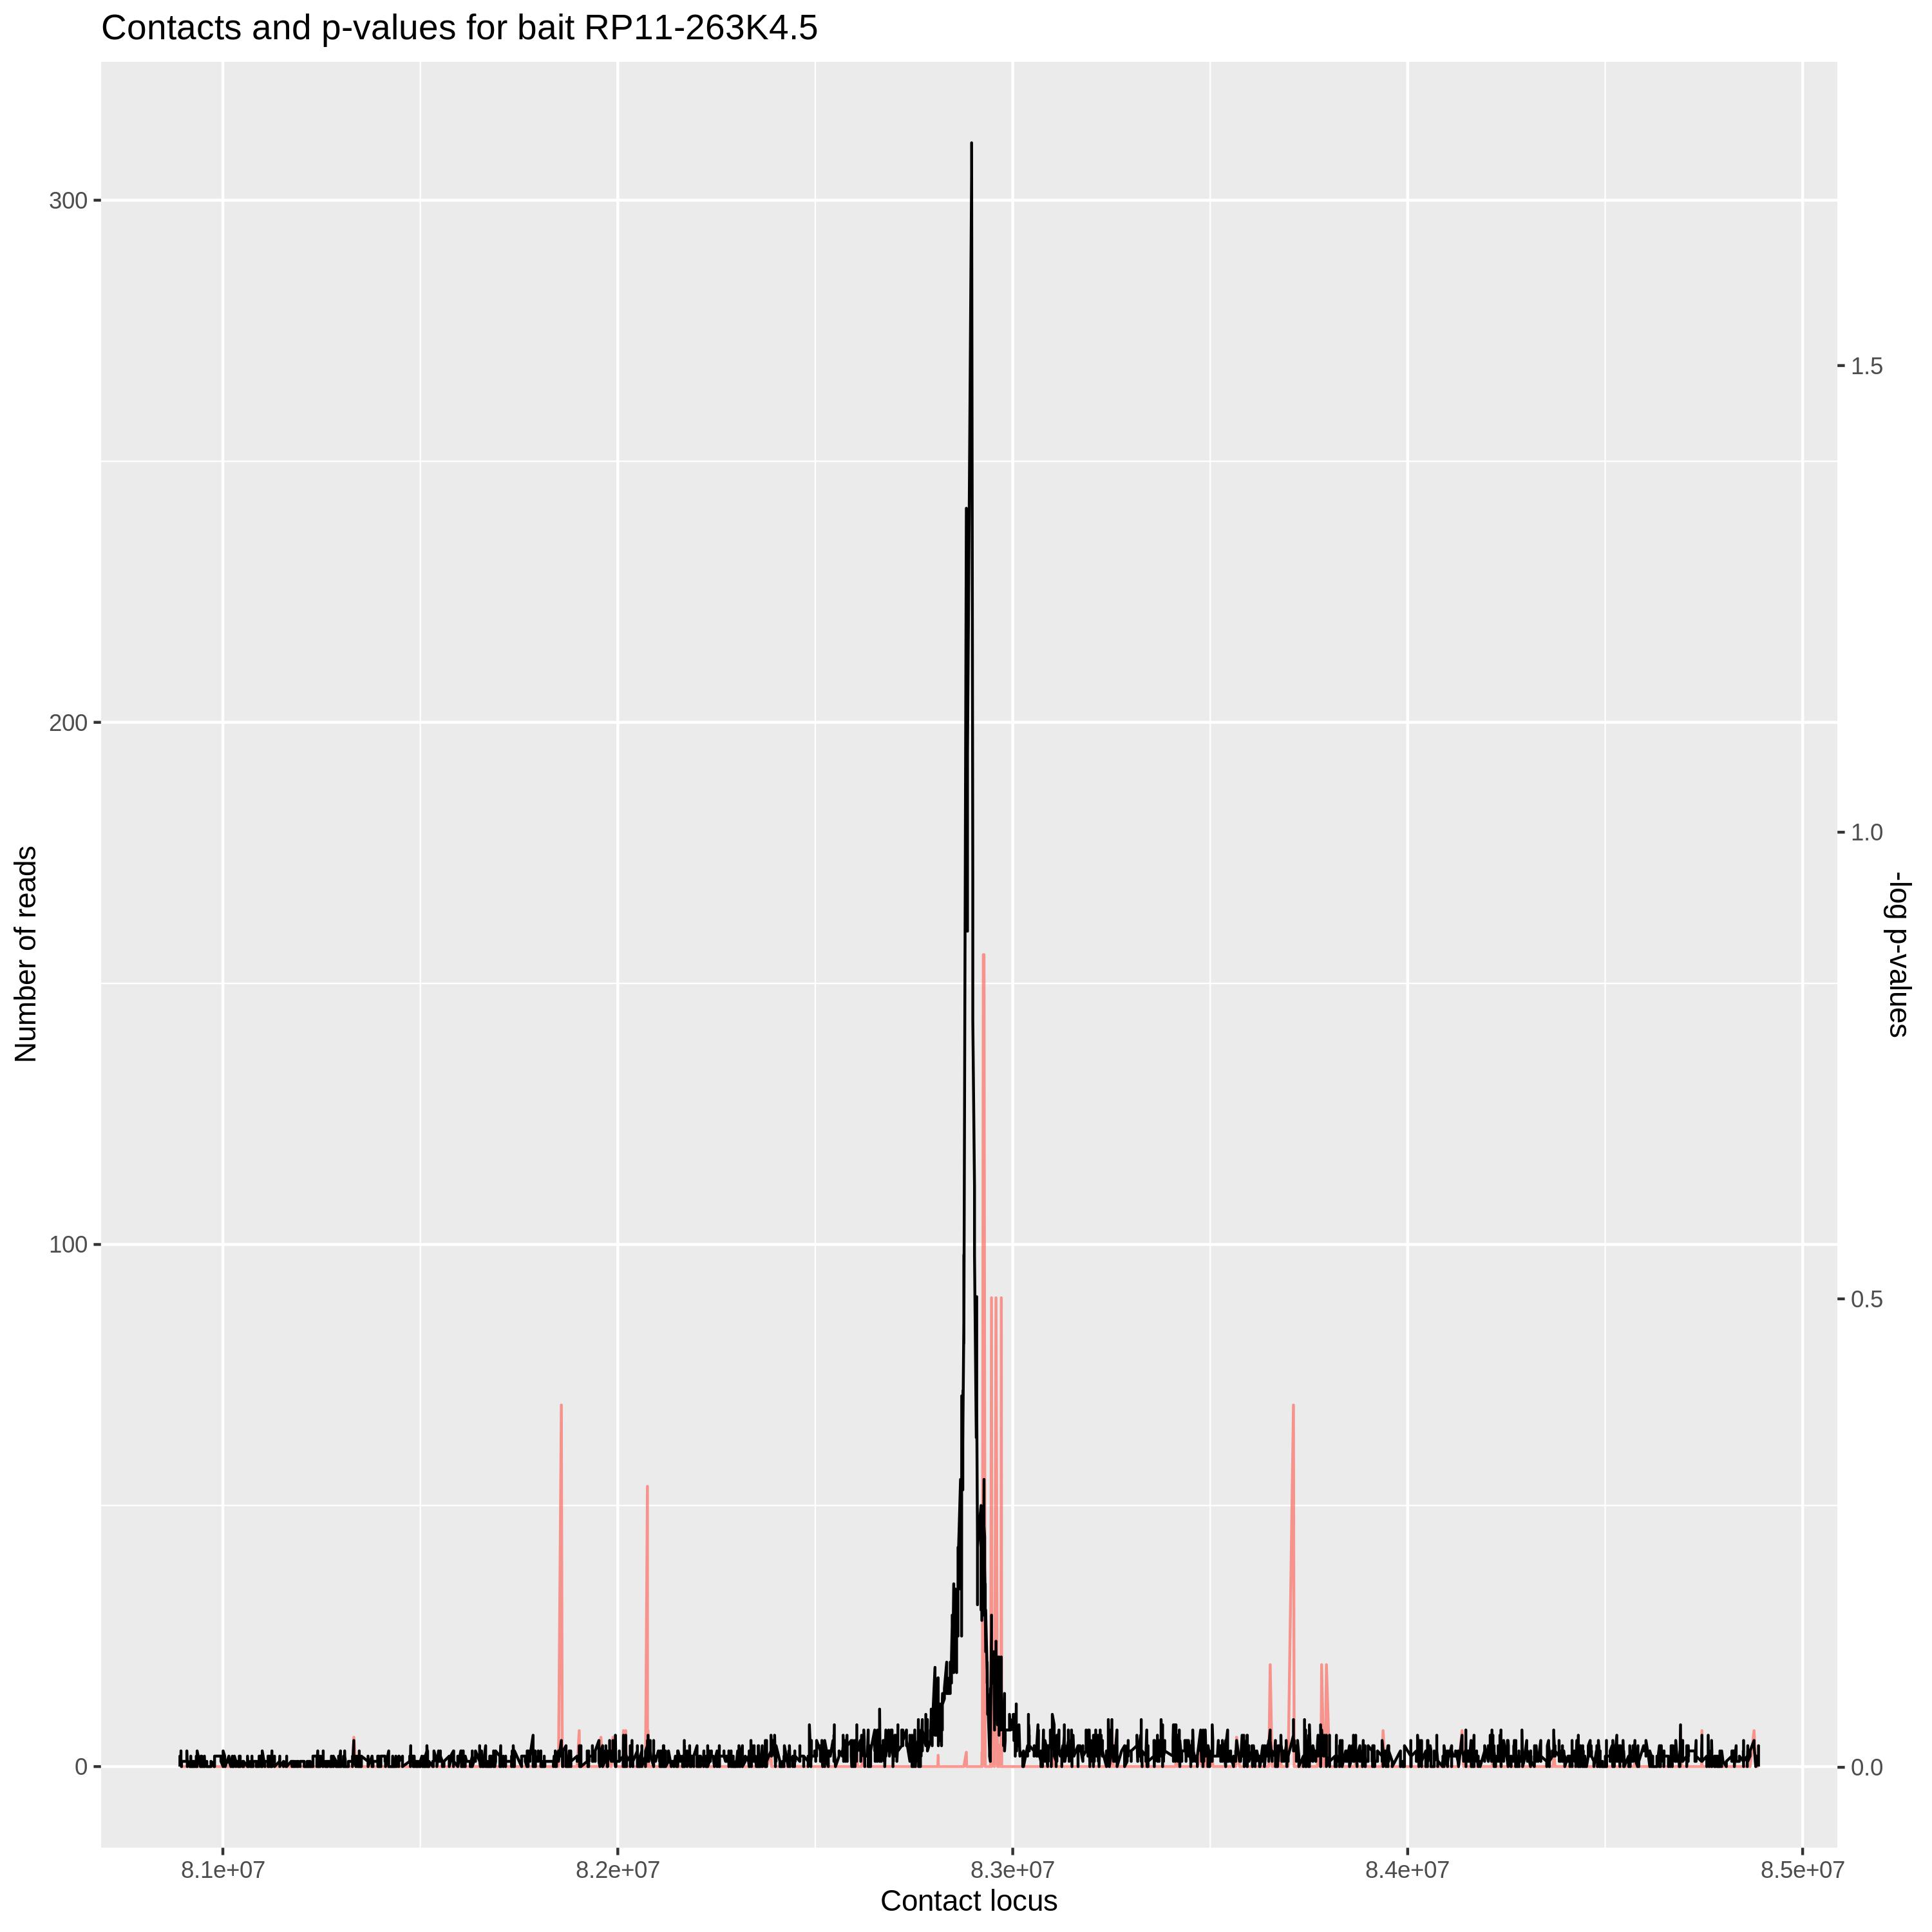 Contacts and p-values for bait RP11-263K4.5
300
200
100
0
Number of reads
1.5
1.0
0.5
0.0
-log p-values
8.1e+07 8.2e+07 8.3e+07 8.4e+07 8.5e+07
Contact locus